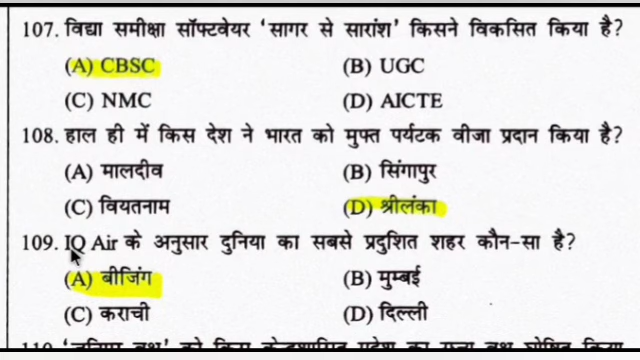 107. विद्या समीक्षा सॉफ्टवेयर ‘सागर से सारांश’ किसने विकसित किया है?
(A) CBSC (B) UGC
(C) NMC (D) AICTE
108. हाल ही में किस देश ने भारत को मुफ्त पर्यटक वीजा प्रदान किया है?
(A) मालदीव (B) सिंगापुर
(C) वियतनाम (D) श्रीलंका
109. IQ Air के अनुसार दुनिया का सबसे प्रदुशित शहर कौन-सा है?
(A) बीजिंग (B) मुम्बई
(C) कराची (D) दिल्ली